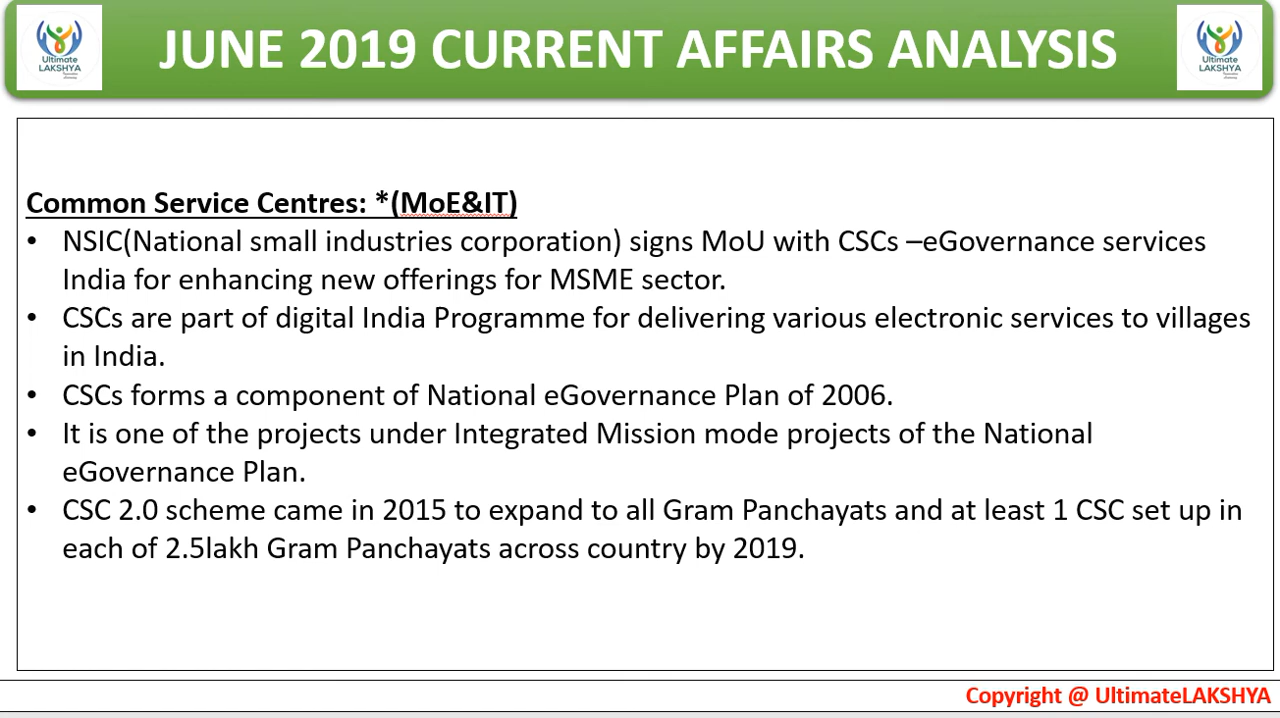 Ultimate
LAKSHYA
JUNE 2019 CURRENT AFFAIRS ANALYSIS
Ultimate
LAKSHYA
Common Service Centres: *(MoE&IT)
• NSIC(National small industries corporation) signs MoU with CSCs –eGovernance services
India for enhancing new offerings for MSME sector.
• CSCs are part of digital India Programme for delivering various electronic services to villages
in India.
• CSCs forms a component of National eGovernance Plan of 2006.
• It is one of the projects under Integrated Mission mode projects of the National
eGovernance Plan.
• CSC 2.0 scheme came in 2015 to expand to all Gram Panchayats and at least 1 CSC set up in
each of 2.5lakh Gram Panchayats across country by 2019.
Copyright @ UltimateLAKSHYA